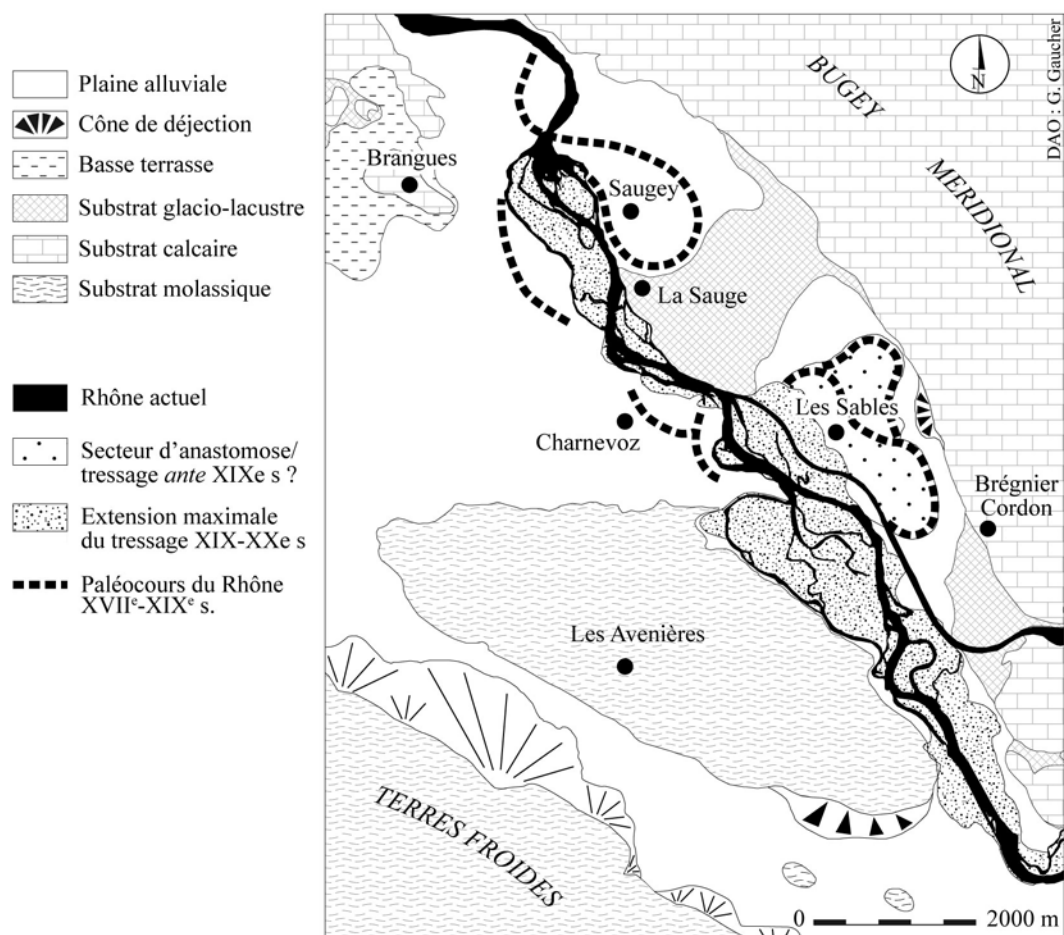 Plaine alluviale
Cône de déjection
Basse terrasse
Substrat glacio-lacustre
Substrat calcaire
Substrat molassique
Rhône actuel
Secteur d'anastomose/
tressage ante XIXe s ?
Extension maximale
du tressage XIX-XXe s
Paléocours du Rhône
XVIIe-XIXe s.
BUGEY
MERIDIONAL
N
DAO : G. Gaucher
Brangues
Saugey
La Sauge
Les Sables
Charnevoz
Brégnier
Cordon
Les Avenières
TERRES FROIDES
0 2000 m